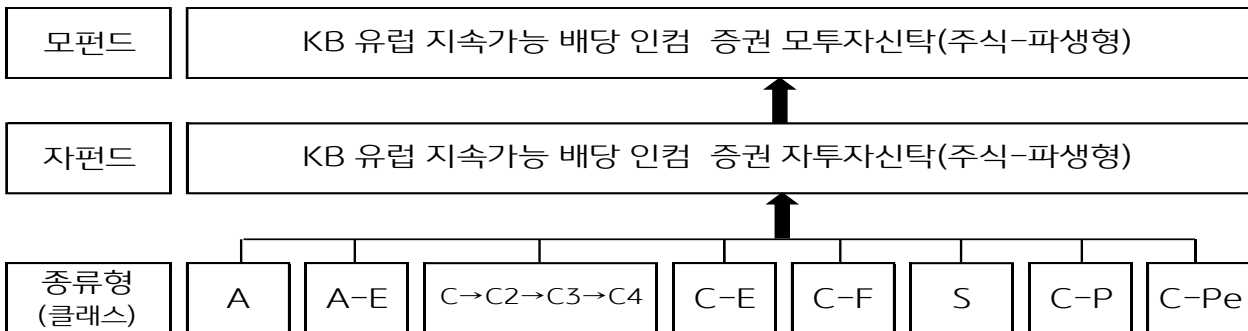 모펀드
KB 유럽 지속가능 배당 인컴 증권 모투자신탁(주식-파생형)
자펀드
KB 유럽 지속가능 배당 인컴 증권 자투자신탁(주식-파생형)
종류형
(클래스)
A
A-E
C→C2→C3→C4
C-E
C-F
S
C-P
C-Pe